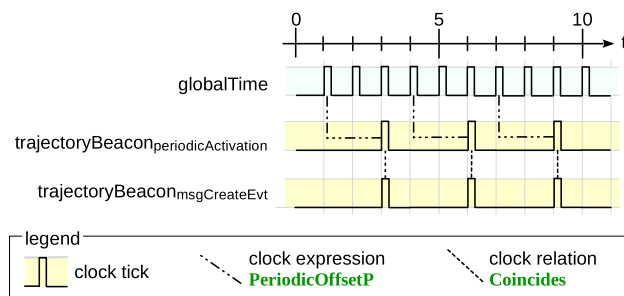 0 5 10
t
globalTime
trajectoryBeaconperiodicActivation
trajectoryBeaconmsgCreateEvt
legend
clock tick
clock expression
PeriodicOffsetP
clock relation
Coincides